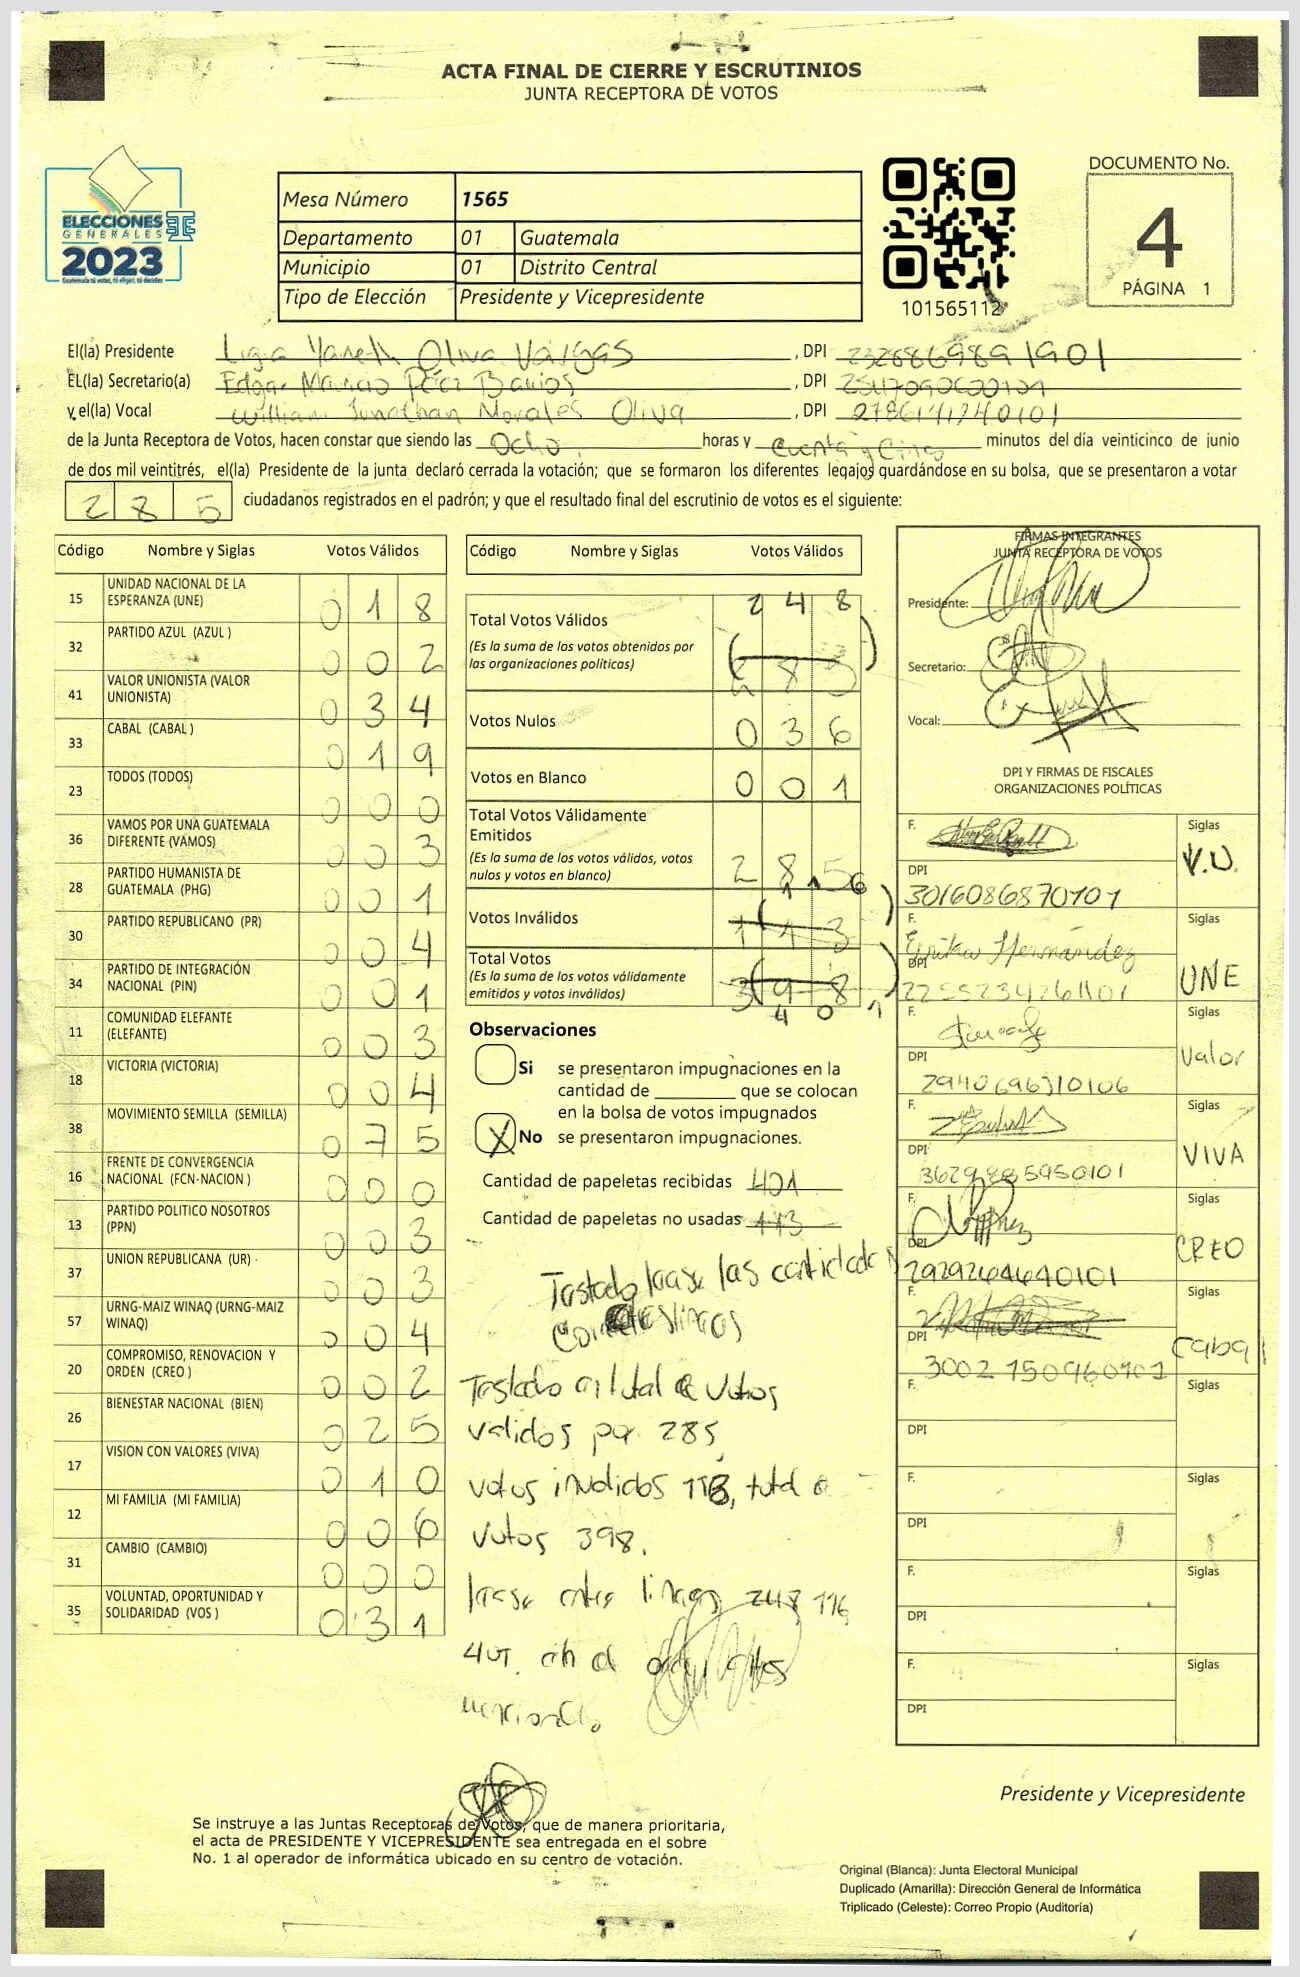 ACTA FINAL DE CIERRE Y ESCRUTINIOS
JUNTA RECEPTORA DE VOTOS
ELECCIONES
GENERALES
2023
Guatemala tú votas, tú eliges, tú decides
Mesa Número 1565
Departamento 01 Guatemala
Municipio 01 Distrito Central
Tipo de Elección Presidente y Vicepresidente
101565112
DOCUMENTO No.
4
PÁGINA 1
El(la) Presidente Ligia Yaneth Oliva Vargas, DPI 2328869891901
EL(la) Secretario(a) Edgar Mauricio Pérez Barrios, DPI
y el(la) Vocal William Jonathan Morales Oliva, DPI
de la Junta Receptora de Votos, hacen constar que siendo las Ocho. horas y minutos del día veinticinco de junio
de dos mil veintitrés, el(la) Presidente de la junta declaró cerrada la votación; que se formaron los diferentes legajos guardándose en su bolsa, que se presentaron a votar
2 8 5 ciudadanos registrados en el padrón; y que el resultado final del escrutinio de votos es el siguiente:
Código Nombre y Siglas Votos Válidos
15 UNIDAD NACIONAL DE LA ESPERANZA (UNE) 0 1 8
32 PARTIDO AZUL (AZUL ) 0 0 2
41 VALOR UNIONISTA (VALOR UNIONISTA) 0 3 4
33 CABAL (CABAL ) 0 1 9
23 TODOS (TODOS) 0 0 0
36 VAMOS POR UNA GUATEMALA DIFERENTE (VAMOS) 0 0 3
28 PARTIDO HUMANISTA DE GUATEMALA (PHG) 0 0 1
30 PARTIDO REPUBLICANO (PR) 0 0 4
34 PARTIDO DE INTEGRACIÓN NACIONAL (PIN) 0 0 1
11 COMUNIDAD ELEFANTE (ELEFANTE) 0 0 3
18 VICTORIA (VICTORIA) 0 0 4
38 MOVIMIENTO SEMILLA (SEMILLA) 0 7 5
16 FRENTE DE CONVERGENCIA NACIONAL (FCN-NACION ) 0 0 0
13 PARTIDO POLITICO NOSOTROS (PPN) 0 0 3
37 UNION REPUBLICANA (UR) 0 0 3
57 URNG-MAIZ WINAQ (URNG-MAIZ WINAQ) 0 0 4
20 COMPROMISO, RENOVACION Y ORDEN (CREO ) 0 0 2
26 BIENESTAR NACIONAL (BIEN) 0 2 5
17 VISION CON VALORES (VIVA) 0 1 0
12 MI FAMILIA (MI FAMILIA) 0 0 6
31 CAMBIO (CAMBIO) 0 0 0
35 VOLUNTAD, OPORTUNIDAD Y SOLIDARIDAD (VOS ) 0 3 1
Código Nombre y Siglas Votos Válidos
Total Votos Válidos 2 4 8
(Es la suma de los votos obtenidos por las organizaciones políticas) (2 8 5)
Votos Nulos 0 3 6
Votos en Blanco 0 0 1
Total Votos Válidamente Emitidos
(Es la suma de los votos válidos, votos nulos y votos en blanco) 2 8 5
1 1 6
Votos Inválidos (1 1 3)
Total Votos
(Es la suma de los votos válidamente emitidos y votos inválidos) (3 9 8)
4 0 1
Observaciones
Si se presentaron impugnaciones en la
cantidad de ________ que se colocan
en la bolsa de votos impugnados
X No se presentaron impugnaciones.
Cantidad de papeletas recibidas 401
Cantidad de papeletas no usadas 113
Testado léase las cantidades
Testado en total de Votos
validos por 285,
votos invalidos 113, total de
votos 398.
léase entre lineas 248, 116
401.
FIRMAS INTEGRANTES
JUNTA RECEPTORA DE VOTOS
Presidente:
Secretario:
Vocal:
DPI Y FIRMAS DE FISCALES
ORGANIZACIONES POLÍTICAS
F. Siglas
V.U.
DPI 3016086870101
F. Erika Hernández Siglas
UNE
DPI
F. Siglas
Valor
DPI 2940696310106
F. Siglas
VIVA
DPI 3629885950101
F. Siglas
CREO
DPI 2929264640101
F. Siglas
Cabal
DPI 3002150960101
F. Siglas
DPI
F. Siglas
DPI
F. Siglas
DPI
F. Siglas
DPI
Presidente y Vicepresidente
Se instruye a las Juntas Receptoras de Votos, que de manera prioritaria,
el acta de PRESIDENTE Y VICEPRESIDENTE sea entregada en el sobre
No. 1 al operador de informática ubicado en su centro de votación.
Original (Blanca): Junta Electoral Municipal
Duplicado (Amarilla): Dirección General de Informática
Triplicado (Celeste): Correo Propio (Auditoría)